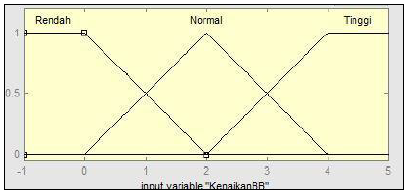 Rendah Normal Tinggi
1
0.5
0
-1 0 1 2 3 4 5
input variable "KenaikanBB"